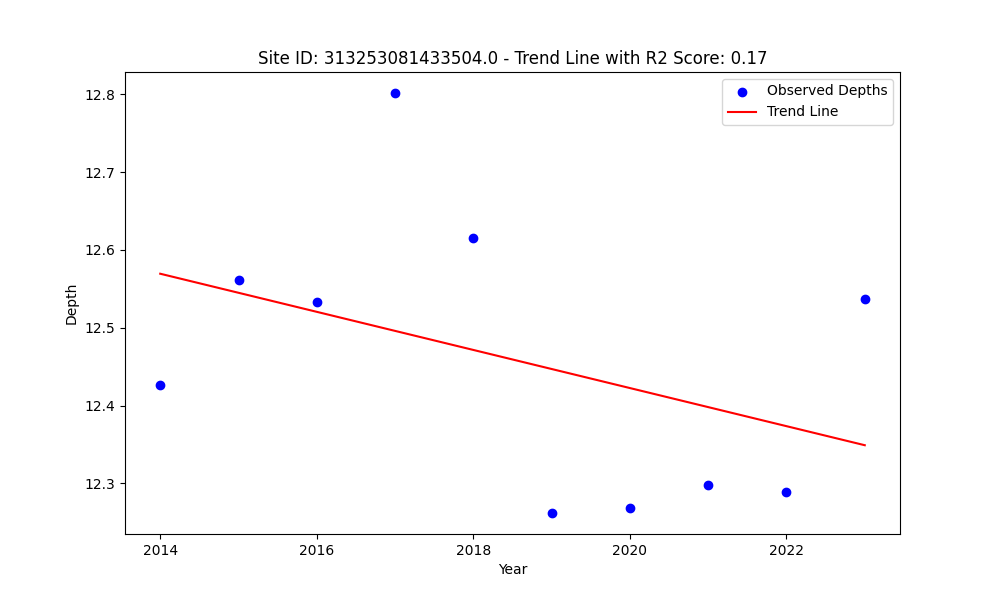 Site ID: 313253081433504.0 - Trend Line with R2 Score: 0.17
Observed Depths
Trend Line
12.8
12.7
12.6
12.5
12.4
12.3
Depth
2014
2016
2018
2020
2022
Year